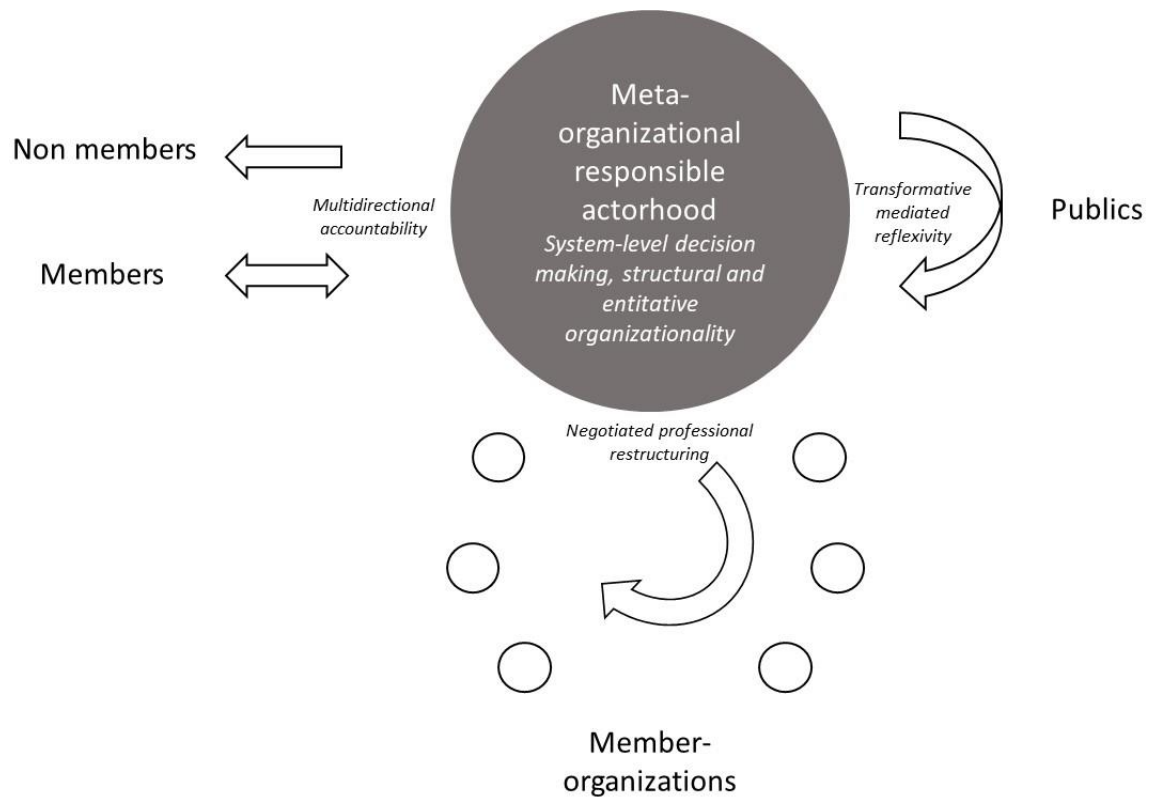 Non members
Members
Multidirectional
accountability
Meta-
organizational
responsible
actorhood
System-level decision
making, structural and
entitative
organizationality
Transformative
mediated
reflexivity
Publics
Negotiated professional
restructuring
Member-
organizations